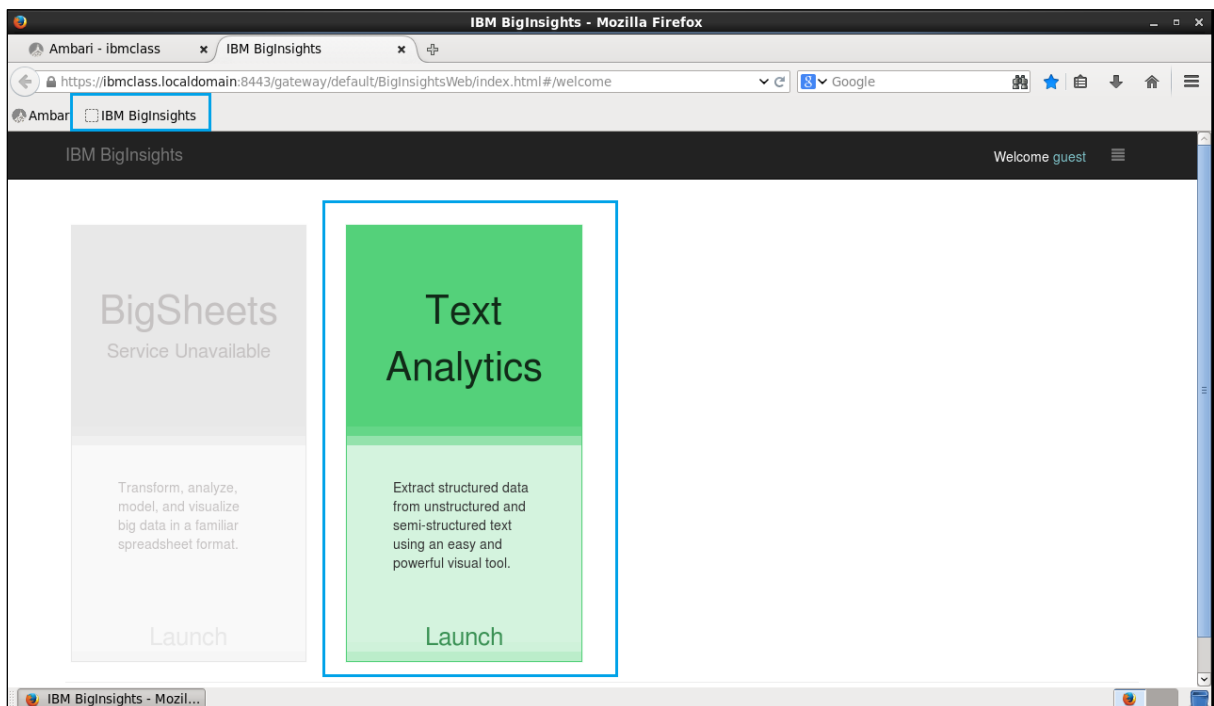 IBM BigInsights - Mozilla Firefox
Ambari - ibmclass
IBM BigInsights
https://ibmclass.localdomain:8443/gateway/default/BigInsightsWeb/index.html#/welcome
Google
Ambar
IBM BigInsights
IBM BigInsights
Welcome guest
BigSheets
Service Unavailable
Transform, analyze,
model, and visualize
big data in a familiar
spreadsheet format.
Launch
Text
Analytics
Extract structured data
from unstructured and
semi-structured text
using an easy and
powerful visual tool.
Launch
IBM BigInsights - Mozil...